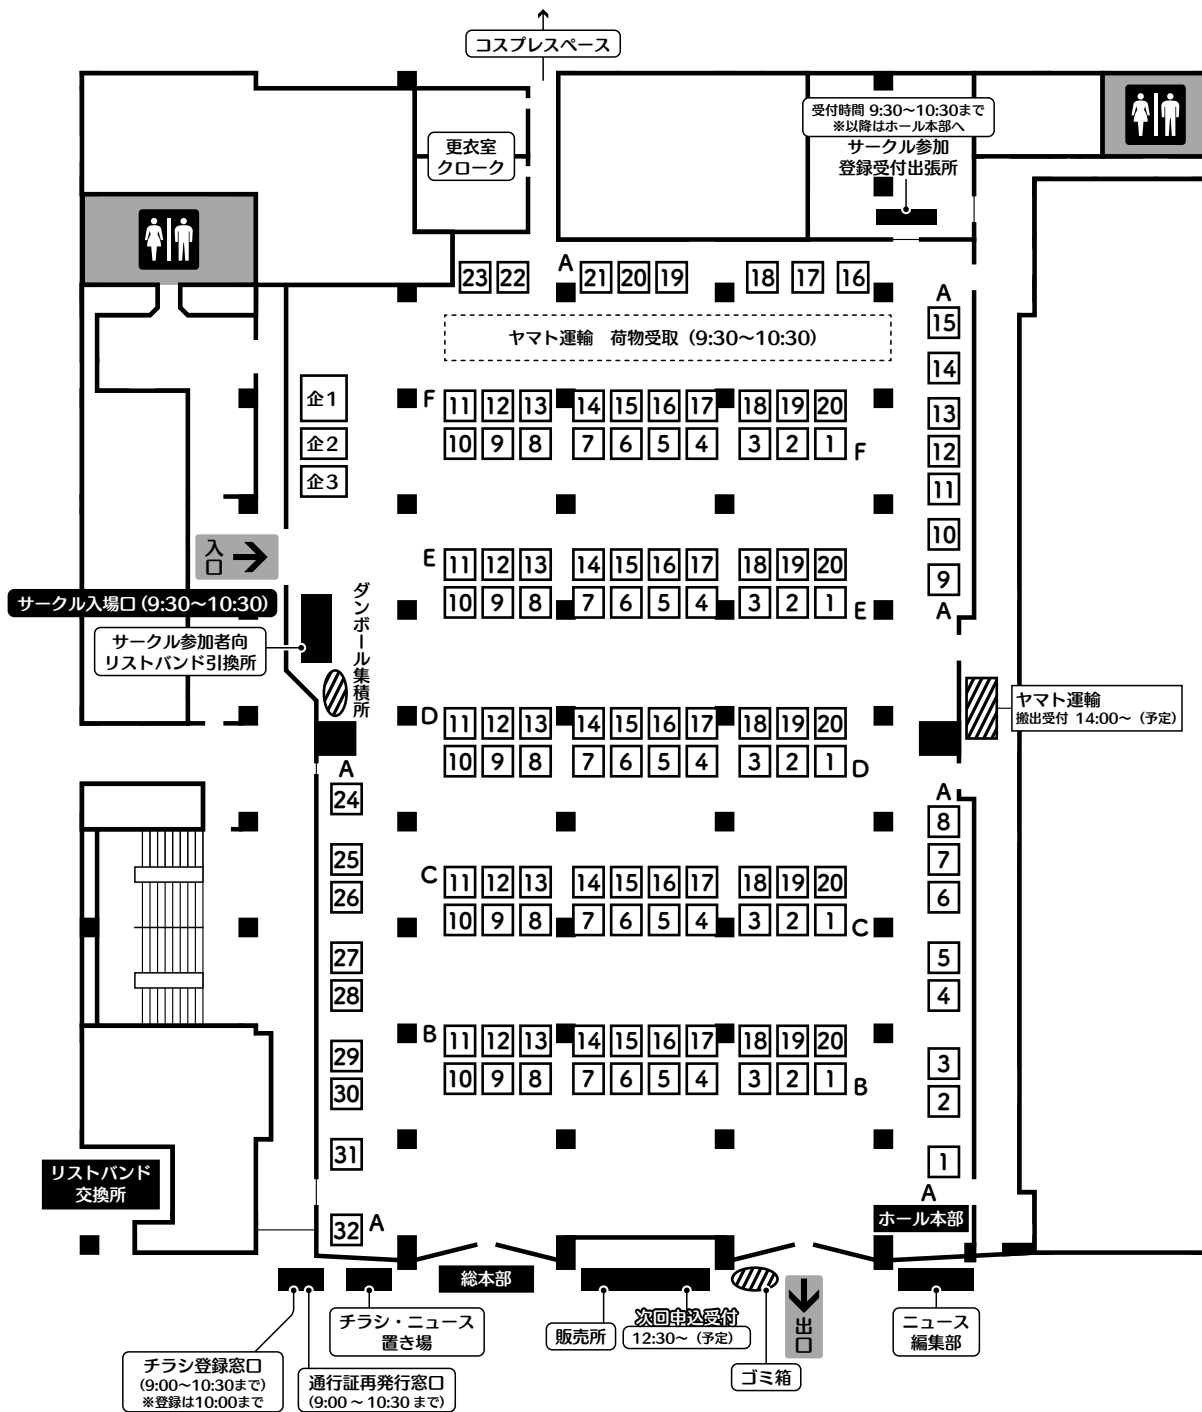 コスプレスペース
受付時間 9:30〜10:30まで
※以降はホール本部へ
サークル参加
登録受付出張所
更衣室
クローク
23 22 A 21 20 19 18 17 16
A
15
ヤマト運輸 荷物受取（9:30〜10:30）
14
企1
企2
企3
F 11 12 13 14 15 16 17 18 19 20
10 9 8 7 6 5 4 3 2 1 F
13
12
11
10
9
A
入口
サークル入場口（9:30〜10:30）
サークル参加者向
リストバンド引換所
ダンボール集積所
E 11 12 13 14 15 16 17 18 19 20
10 9 8 7 6 5 4 3 2 1 E
ヤマト運輸
搬出受付 14:00〜（予定）
D 11 12 13 14 15 16 17 18 19 20
10 9 8 7 6 5 4 3 2 1 D
A
24
25
26
27
28
29
30
31
32 A
A
8
7
6
5
4
3
2
1
A
C 11 12 13 14 15 16 17 18 19 20
10 9 8 7 6 5 4 3 2 1 C
B 11 12 13 14 15 16 17 18 19 20
10 9 8 7 6 5 4 3 2 1 B
リストバンド
交換所
ホール本部
総本部
チラシ・ニュース
置き場
販売所
次回申込受付
12:30〜（予定）
出口
ニュース
編集部
チラシ登録窓口
（9:00〜10:30まで）
※登録は10:00まで
通行証再発行窓口
（9:00 〜 10:30 まで）
ゴミ箱